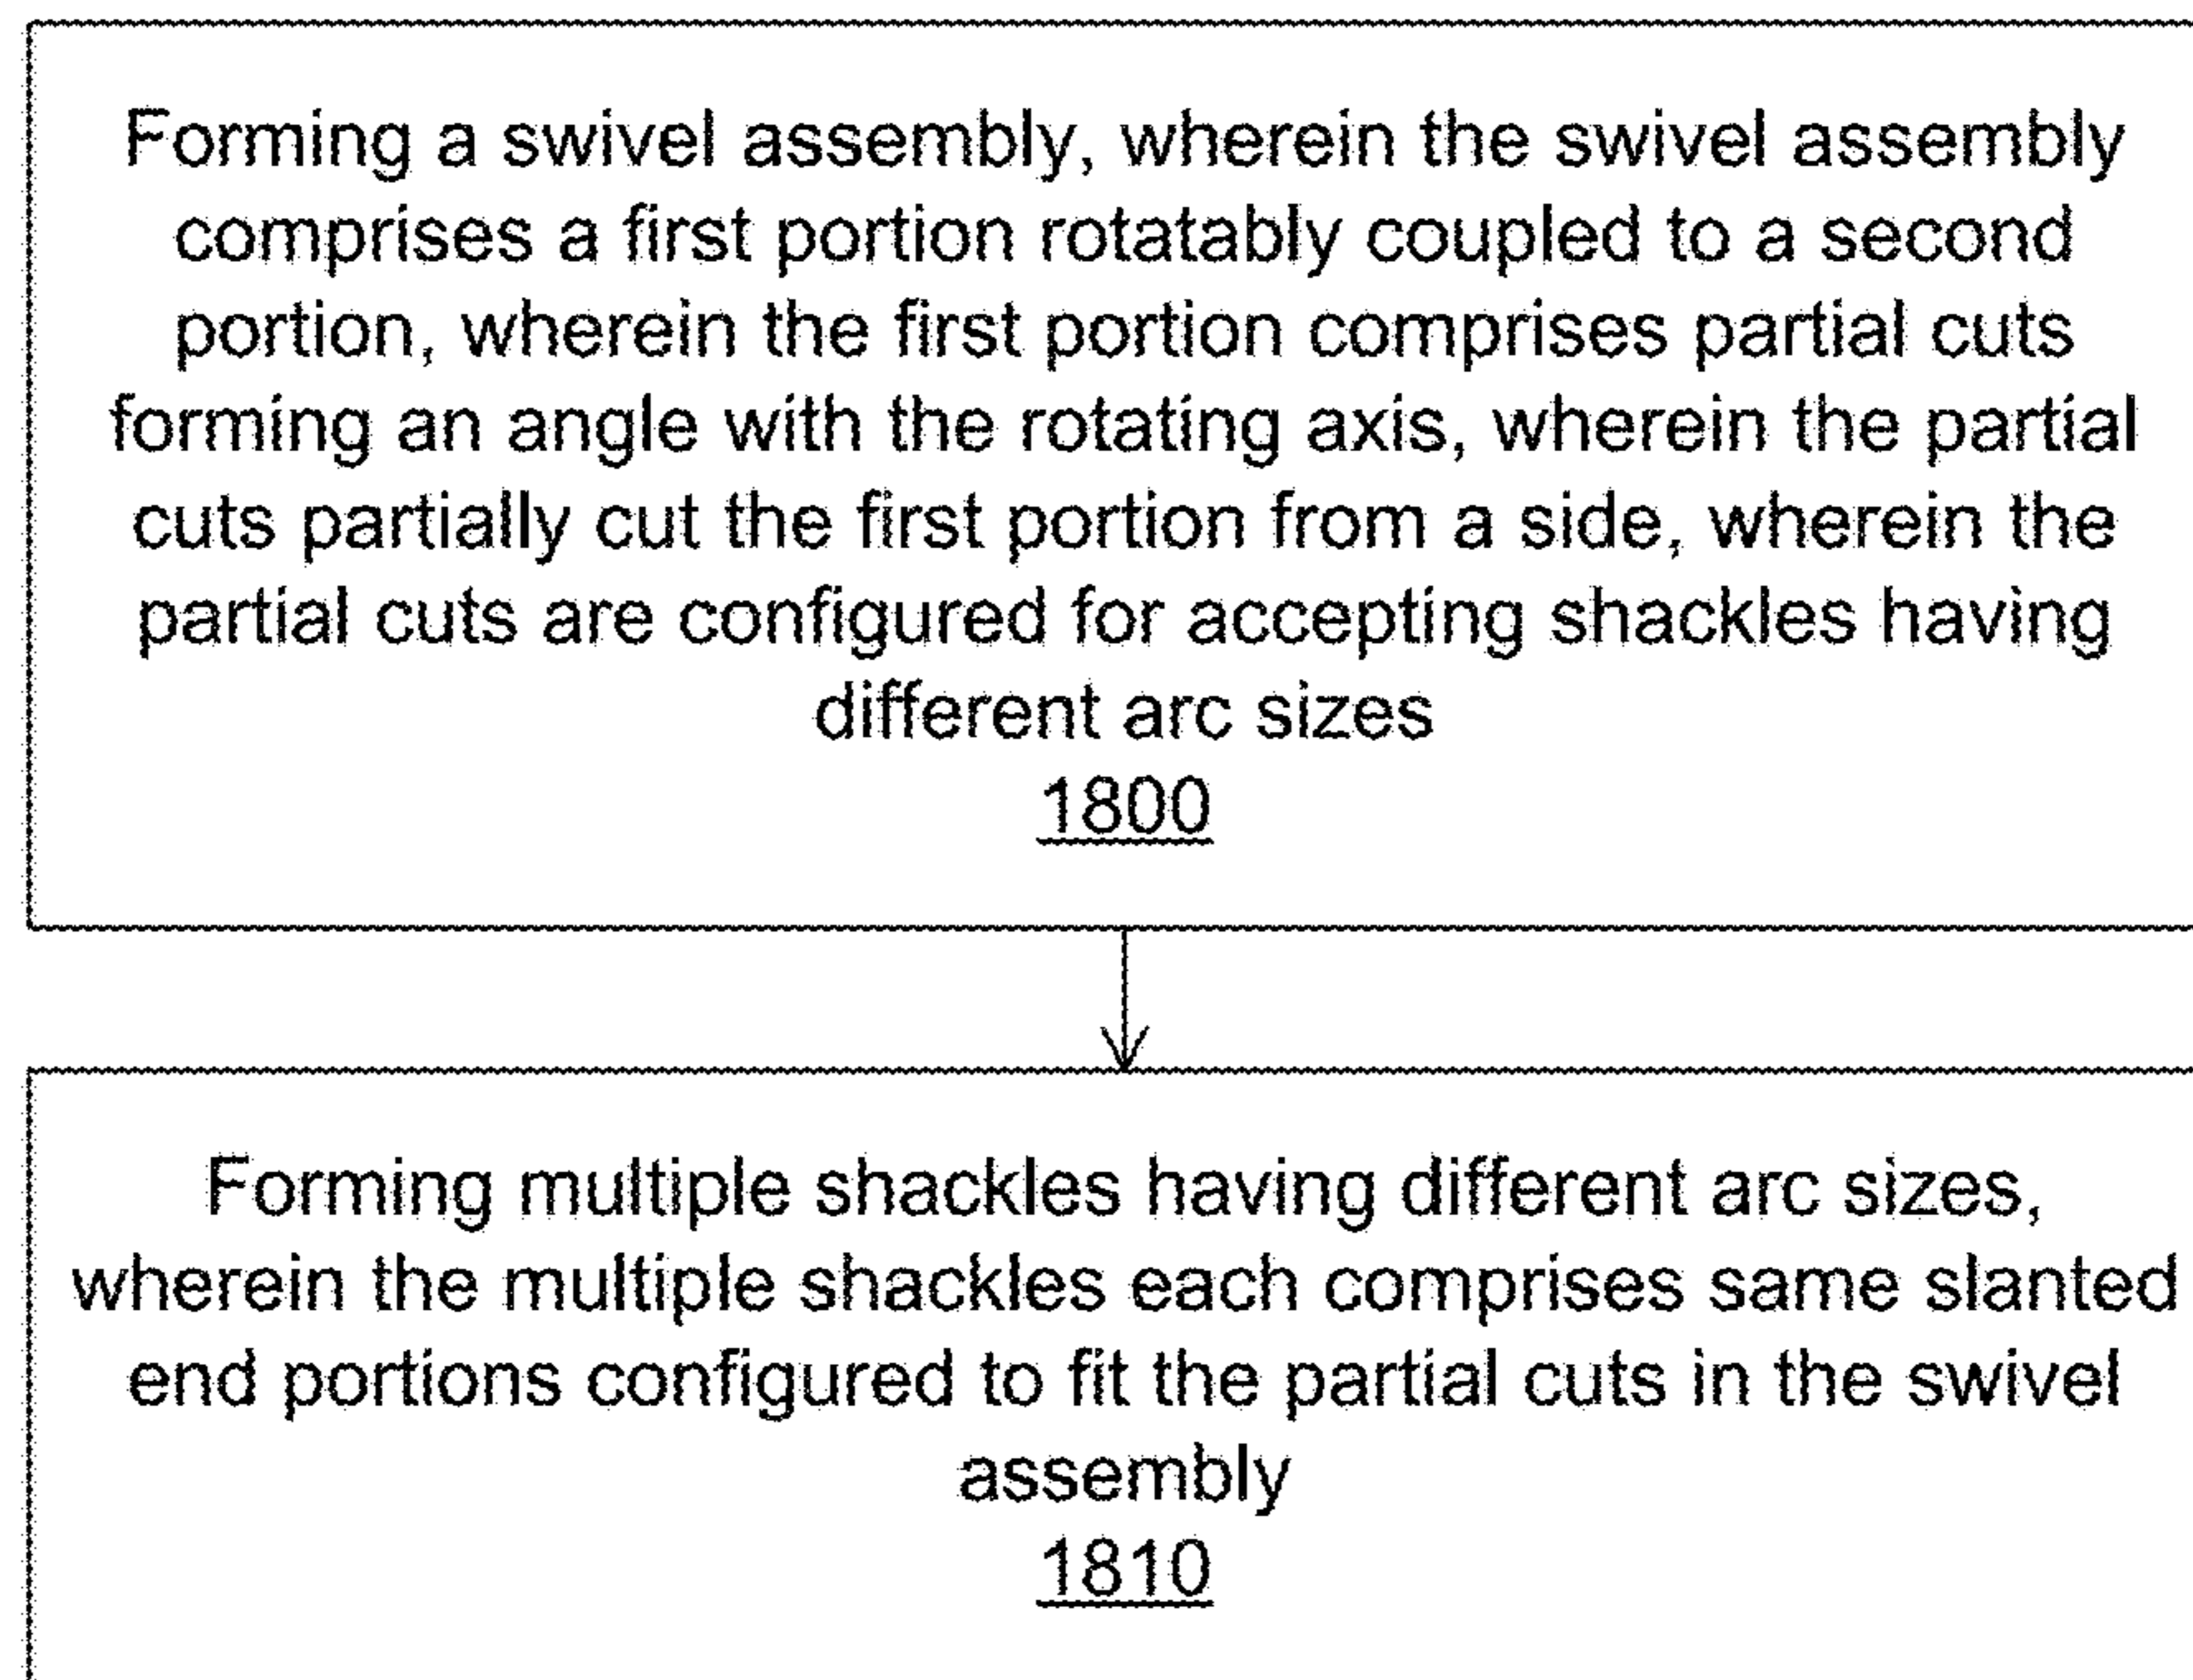 Forming a swivel assembly, wherein the swivel assembly
comprises a first portion rotatably coupled to a second
portion, wherein the first portion comprises partial cuts
forming an angle with the rotating axis, wherein the partial
cuts partially cut the first portion from a side, wherein the
partial cuts are configured for accepting shackles having
different arc sizes
1800
Forming multiple shackles having different arc sizes,
wherein the multiple shackles each comprises same slanted
end portions configured to fit the partial cuts in the swivel
assembly
1810